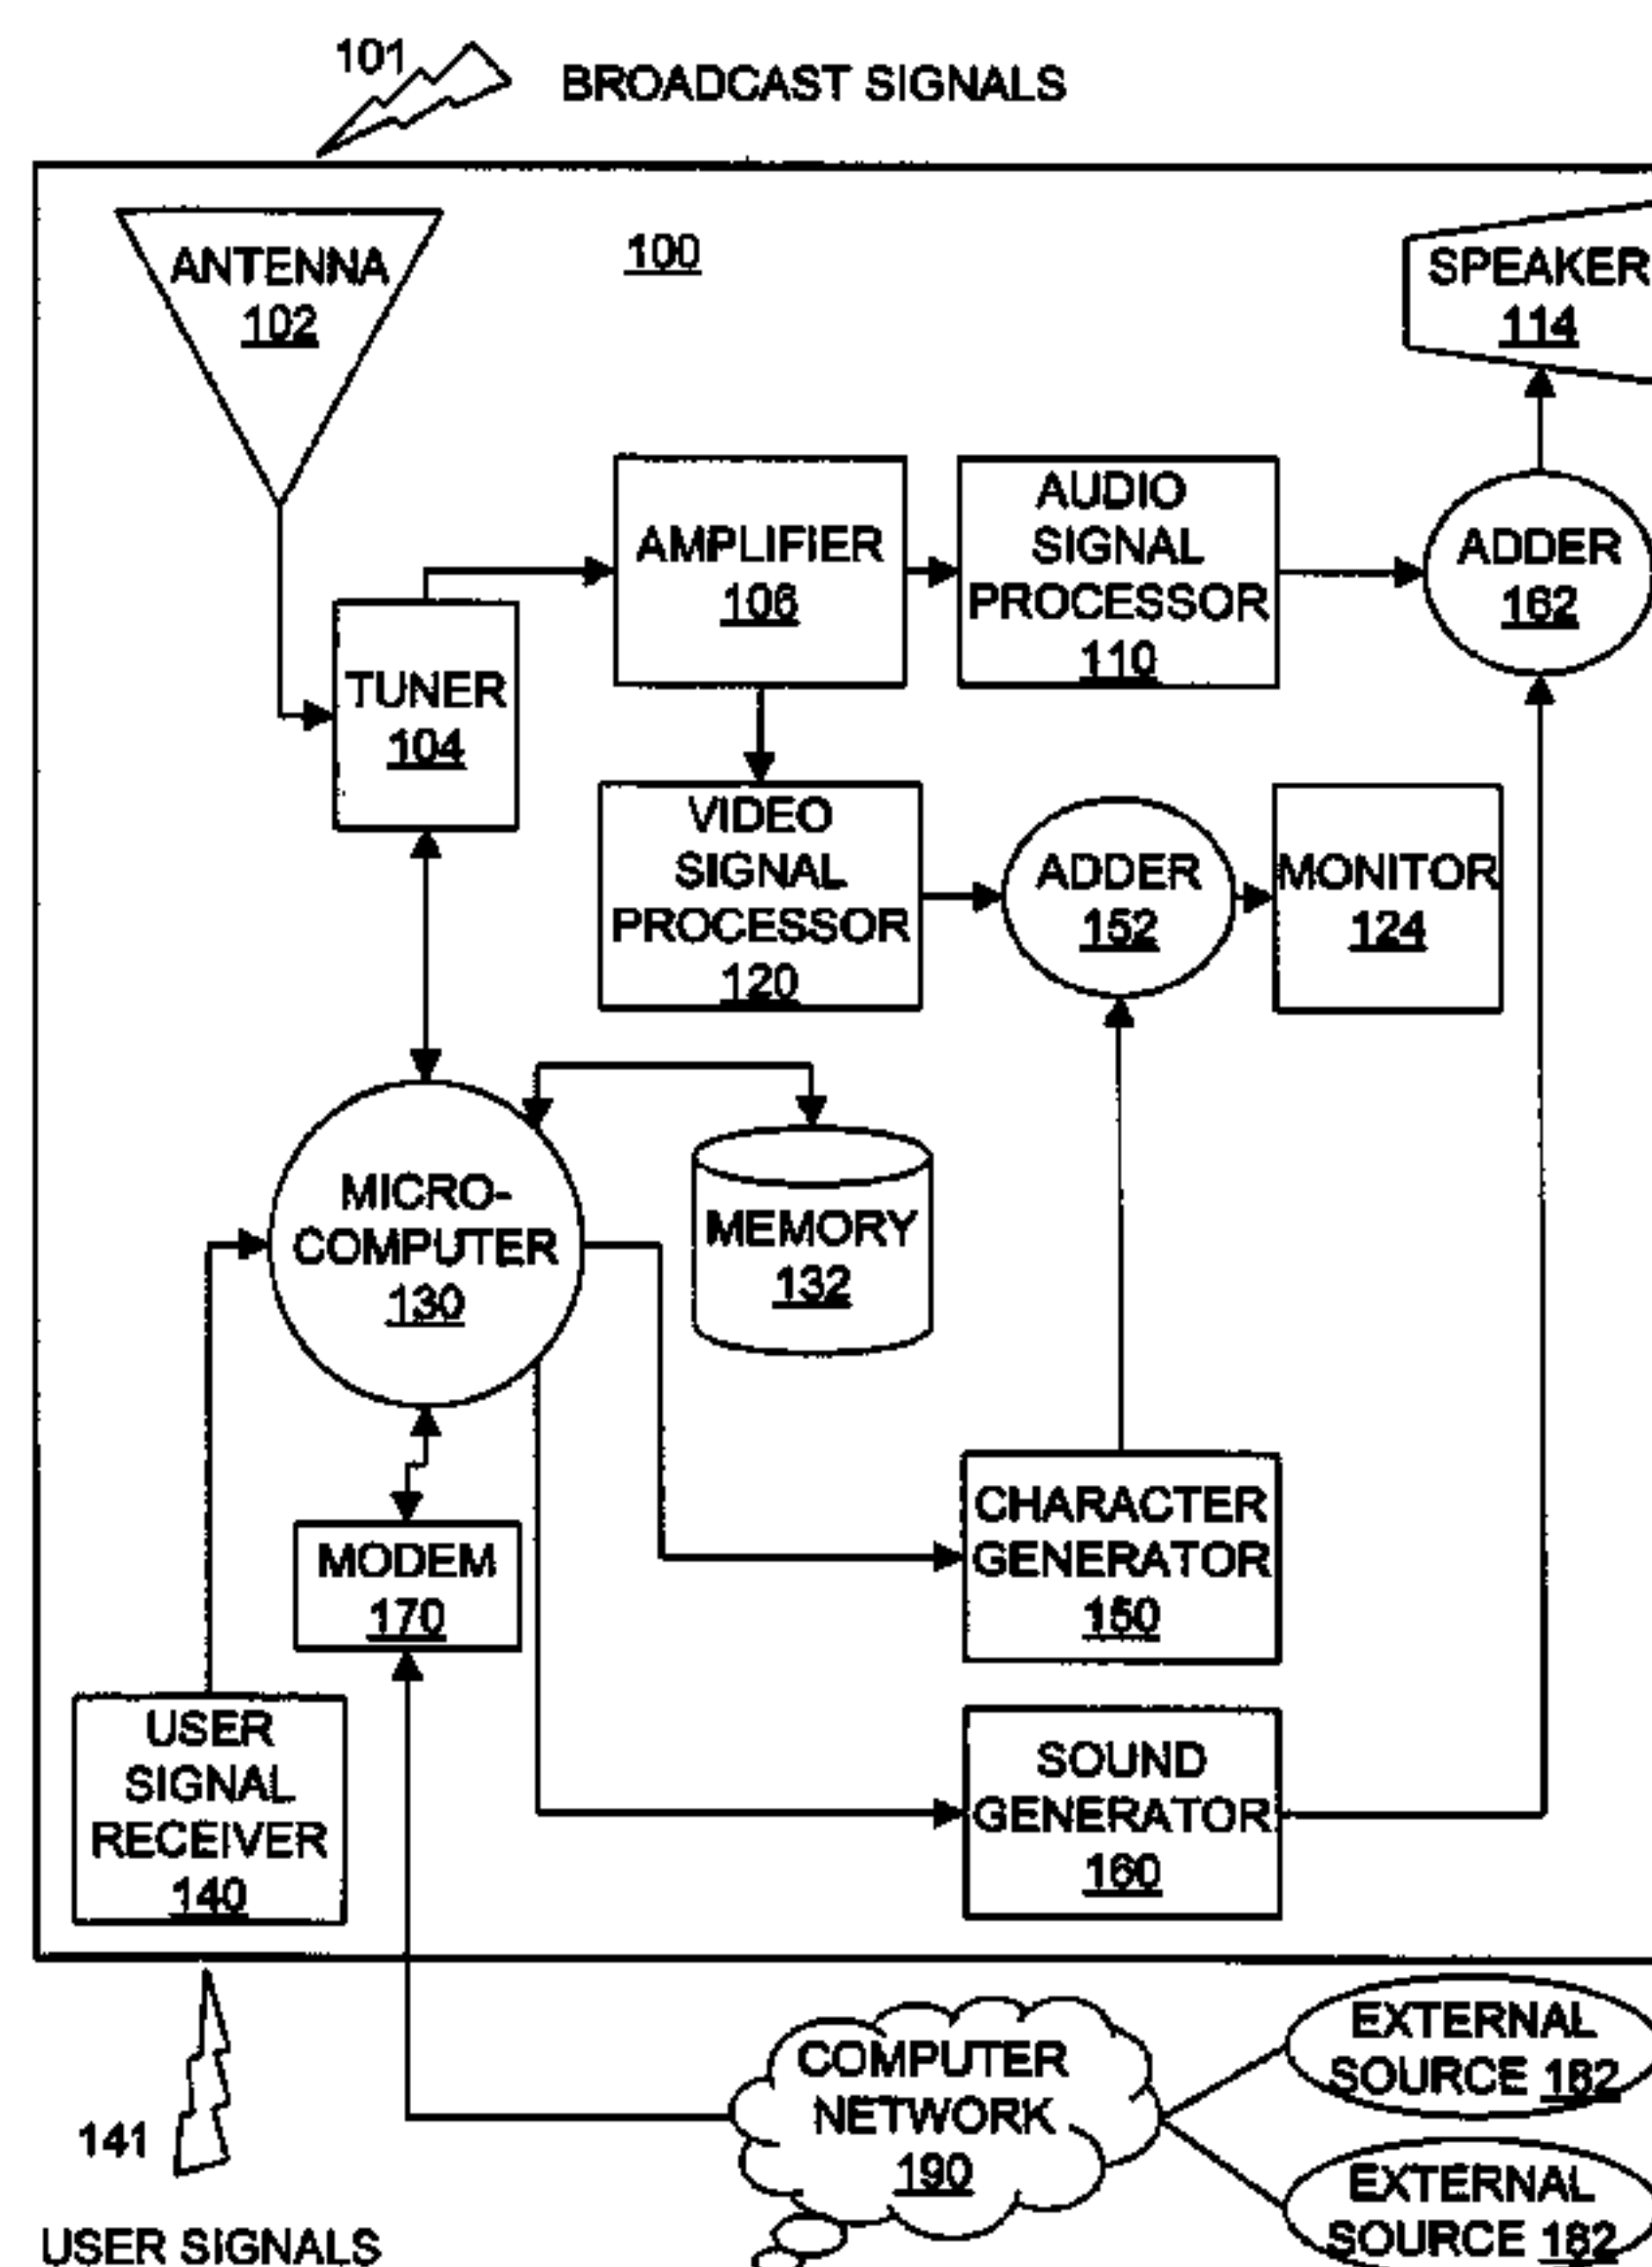 101
BROADCAST SIGNALS
ANTENNA
102
100
SPEAKER
114
AMPLIFIER
106
AUDIO
SIGNAL
PROCESSOR
110
ADDER
162
TUNER
104
VIDEO
SIGNAL
PROCESSOR
120
ADDER
152
MONITOR
124
MICRO-
COMPUTER
130
MEMORY
132
CHARACTER
GENERATOR
150
MODEM
170
USER
SIGNAL
RECEIVER
140
SOUND
GENERATOR
160
141
USER SIGNALS
COMPUTER
NETWORK
190
EXTERNAL
SOURCE 182
EXTERNAL
SOURCE 182